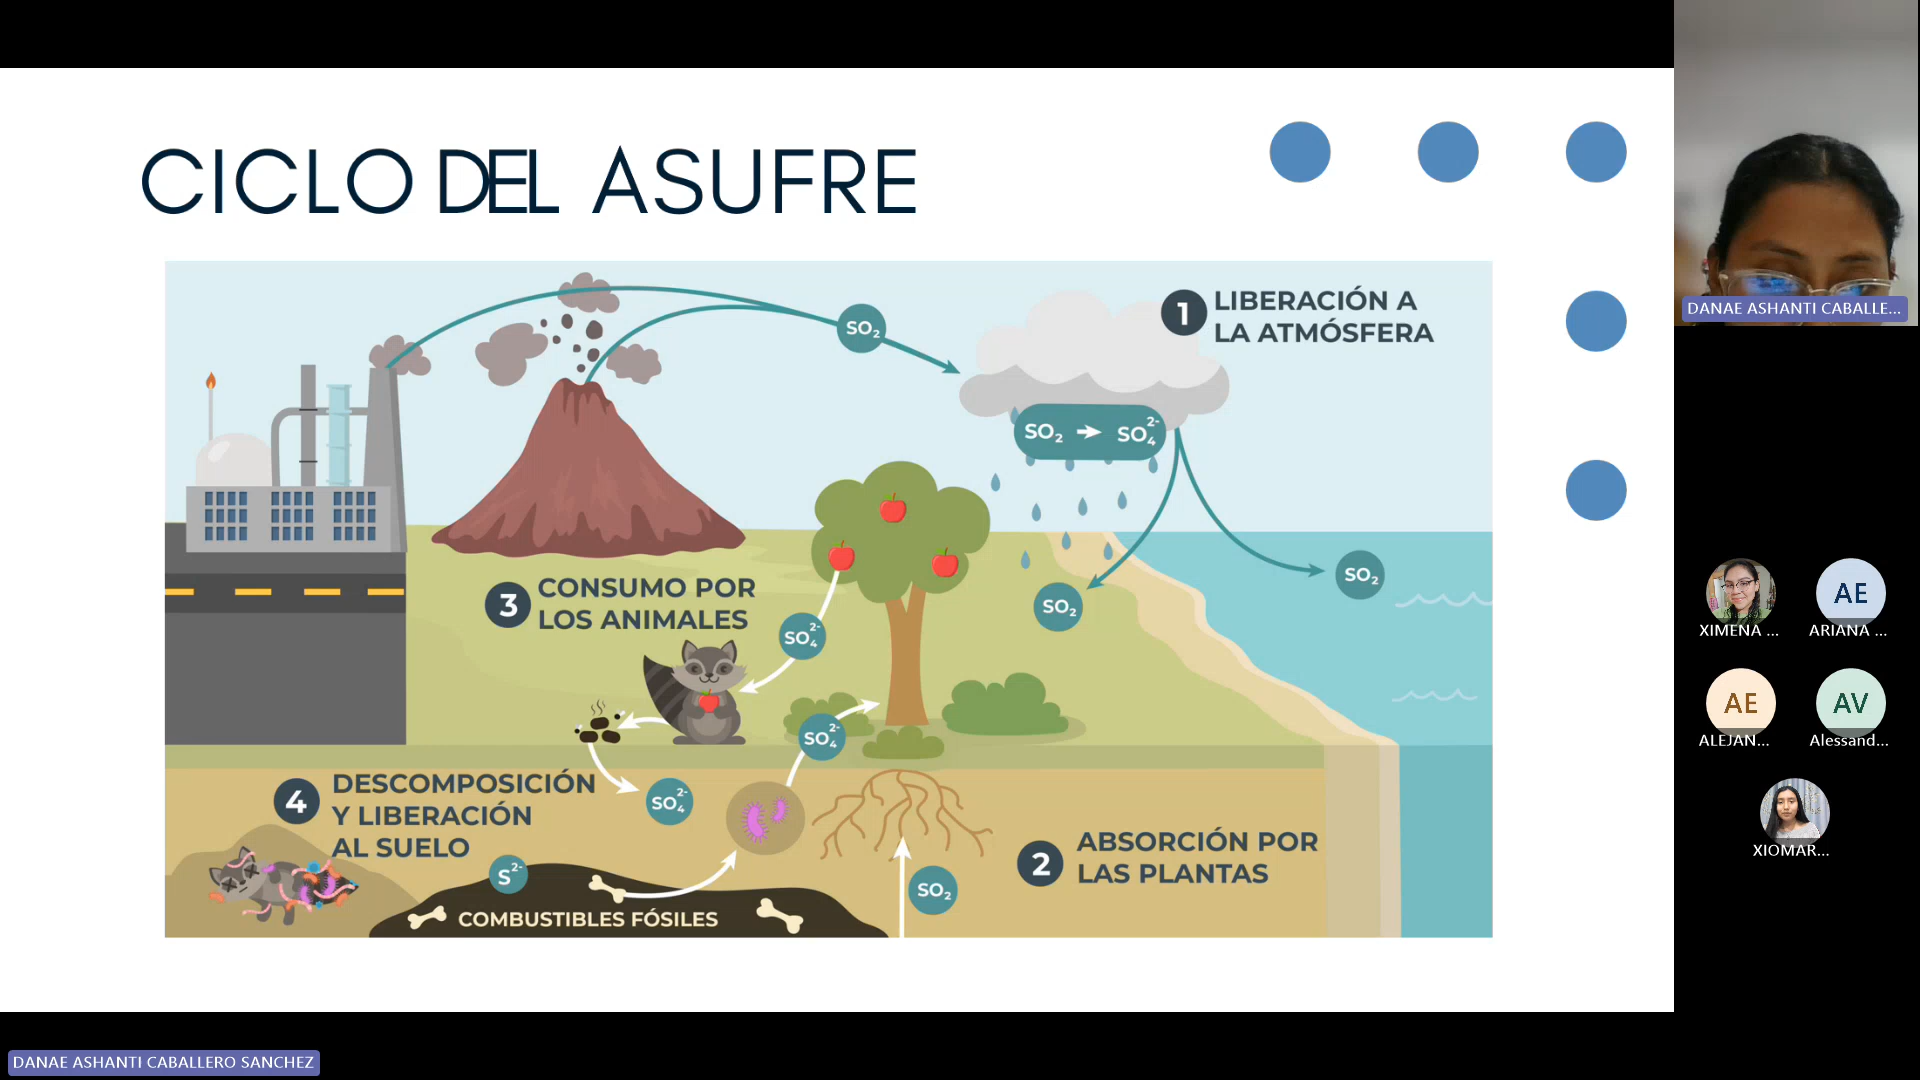 CICLO DEL ASUFRE
1 LIBERACIÓN A
LA ATMÓSFERA
SO₂
SO₂ → SO₄²⁻
SO₂
SO₂
3 CONSUMO POR
LOS ANIMALES
SO₄²⁻
SO₄²⁻
4 DESCOMPOSICIÓN
Y LIBERACIÓN
AL SUELO
SO₄²⁻
S²⁻
COMBUSTIBLES FÓSILES
2 ABSORCIÓN POR
LAS PLANTAS
SO₂
DANAE ASHANTI CABALLE...
XIMENA ...
AE
ARIANA ...
AE
ALEJAN...
AV
Alessand...
XIOMAR...
DANAE ASHANTI CABALLERO SANCHEZ